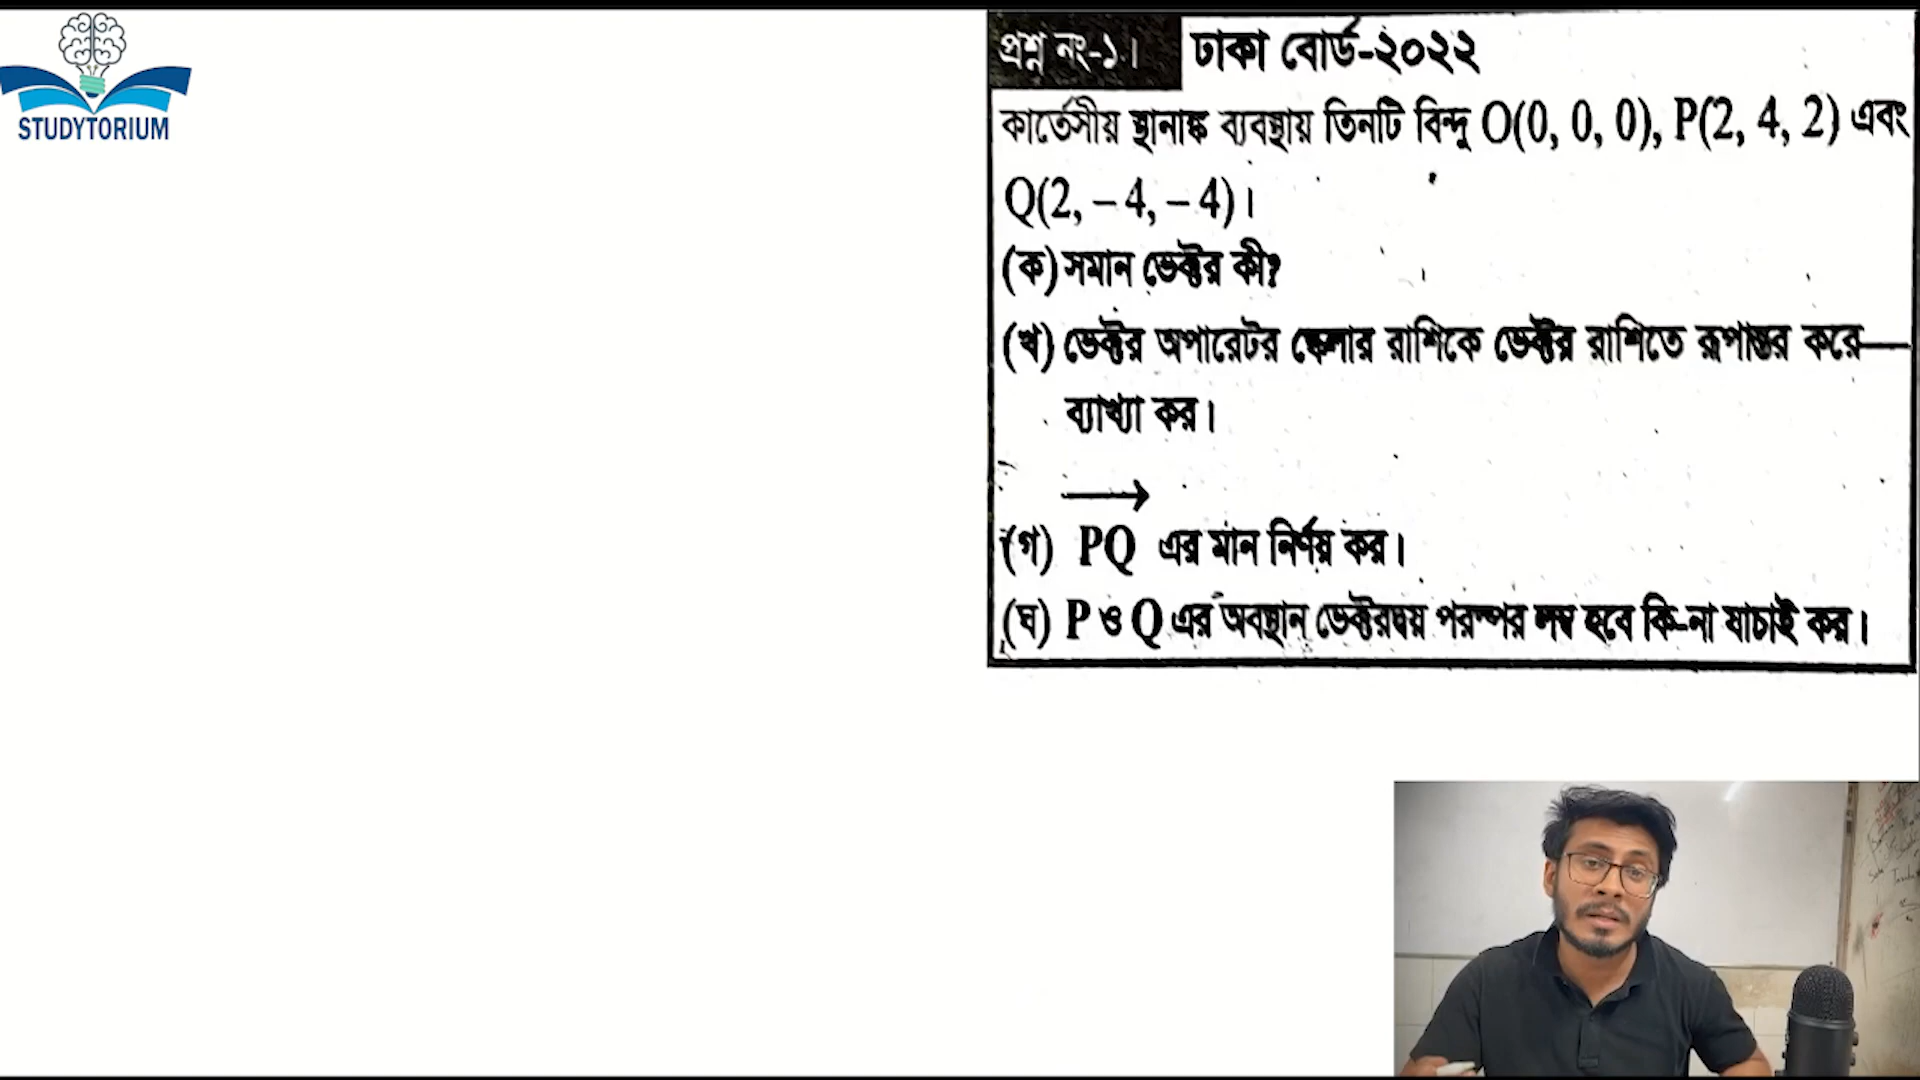 STUDYTORIUM
প্রশ্ন নং-১। ঢাকা বোর্ড-২০২২
কার্তেসীয় স্থানাঙ্ক ব্যবস্থায় তিনটি বিন্দু O(0, 0, 0), P(2, 4, 2) এবং
Q(2, – 4, – 4)।
(ক) সমান ভেক্টর কী?
(খ) ভেক্টর অপারেটর স্কেলার রাশিকে ভেক্টর রাশিতে রূপান্তর করে—
ব্যাখ্যা কর।
(গ) PQ এর মান নির্ণয় কর।
(ঘ) P ও Q এর অবস্থান ভেক্টরদ্বয় পরস্পর লম্ব হবে কি-না যাচাই কর।